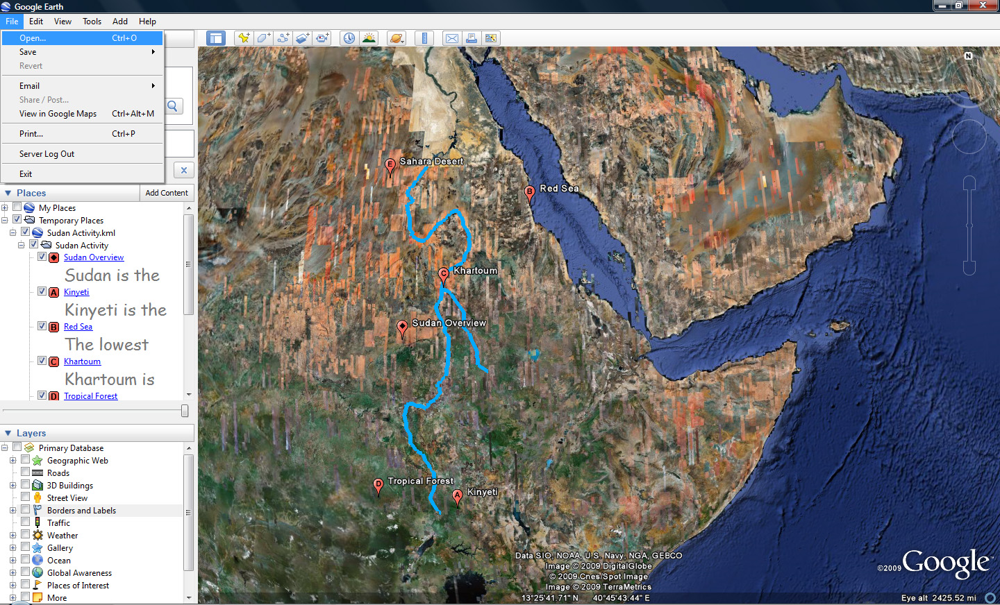 Google Earth
File Edit View Tools Add Help
Open... Ctrl+O
Save
Revert
Email
Share / Post...
View in Google Maps Ctrl+Alt+M
Print... Ctrl+P
Server Log Out
Exit
Places Add Content
My Places
Temporary Places
Sudan Activity.kml
Sudan Activity
Sudan Overview
Sudan is the
A Kinyeti
Kinyeti is the
B Red Sea
The lowest
C Khartoum
Khartoum is
D Tropical Forest
Layers
Primary Database
Geographic Web
Roads
3D Buildings
Street View
Borders and Labels
Traffic
Weather
Gallery
Ocean
Global Awareness
Places of Interest
More
N
E Sahara Desert
B Red Sea
C Khartoum
Sudan Overview
D Tropical Forest
A Kinyeti
Data SIO, NOAA, U.S. Navy, NGA, GEBCO
Image © 2009 DigitalGlobe
© 2009 Cnes/Spot Image
Image © 2009 TerraMetrics
©2009 Google
13°25'41.71" N 40°45'43.44" E
Eye alt 2425.52 mi